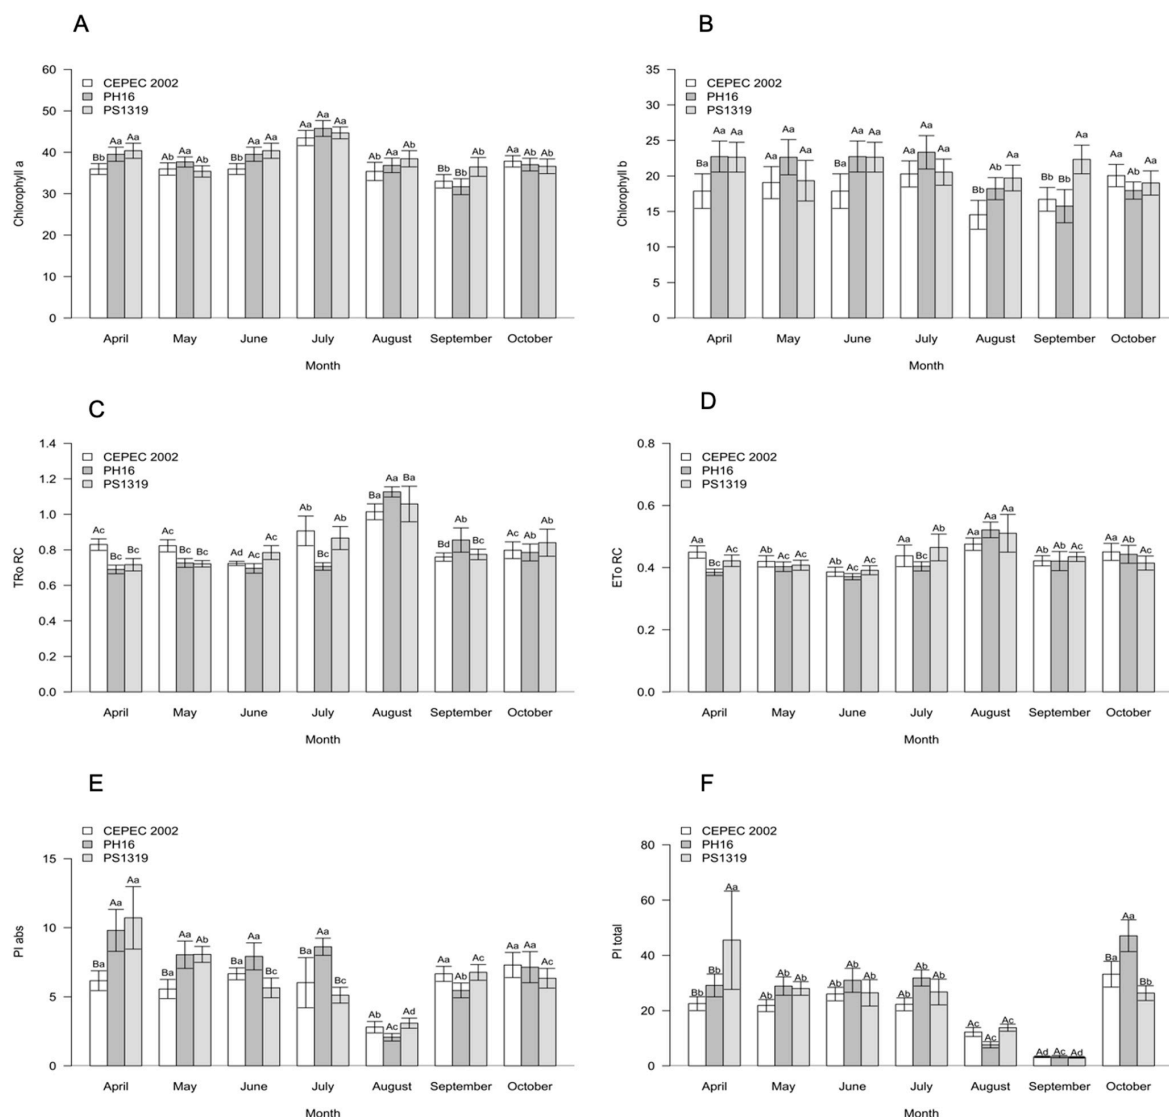 A
CEPEC 2002
PH16
PS1319
Chlorophyll a
60
50
40
30
20
10
0
Bb Aa Aa Ab Aa Ab Bb Aa Aa Aa Aa Aa Ab Aa Aa Bb Bb Ab Aa Ab Ab
April May June July August September October
Month
B
CEPEC 2002
PH16
PS1319
Chlorophyll b
35
30
25
20
15
10
5
0
Ba Aa Aa Aa Aa Aa Ba Aa Aa Aa Aa Aa Bb Ab Aa Bb Bb Aa Aa Ab Aa
April May June July August September October
Month
C
CEPEC 2002
PH16
PS1319
TRo RC
1.4
1.2
1.0
0.8
0.6
0.4
0.2
0.0
Ac Bc Bc Ac Bc Bc Ad Ac Ac Ab Bc Ab Ba Aa Ba Bd Ab Bc Ac Ac Ab
April May June July August September October
Month
D
CEPEC 2002
PH16
PS1319
ETo RC
0.8
0.6
0.4
0.2
0.0
Aa Bc Ac Ab Ac Ac Ab Ac Ac Aa Bc Ab Aa Aa Aa Ab Ab Ac Aa Ab Ac
April May June July August September October
Month
E
CEPEC 2002
PH16
PS1319
PI abs
15
10
5
0
Ba Aa Aa Ba Aa Ab Ba Aa Bc Ba Aa Bc Ab Ac Ad Aa Ab Ac Aa Aa Ac
April May June July August September October
Month
F
CEPEC 2002
PH16
PS1319
PI total
80
60
40
20
0
Bb Bb Aa Ab Ab Ab Ab Ab Ab Ab Ab Ab Ac Ac Ac Ad Ac Ad Ba Aa Bb
April May June July August September October
Month